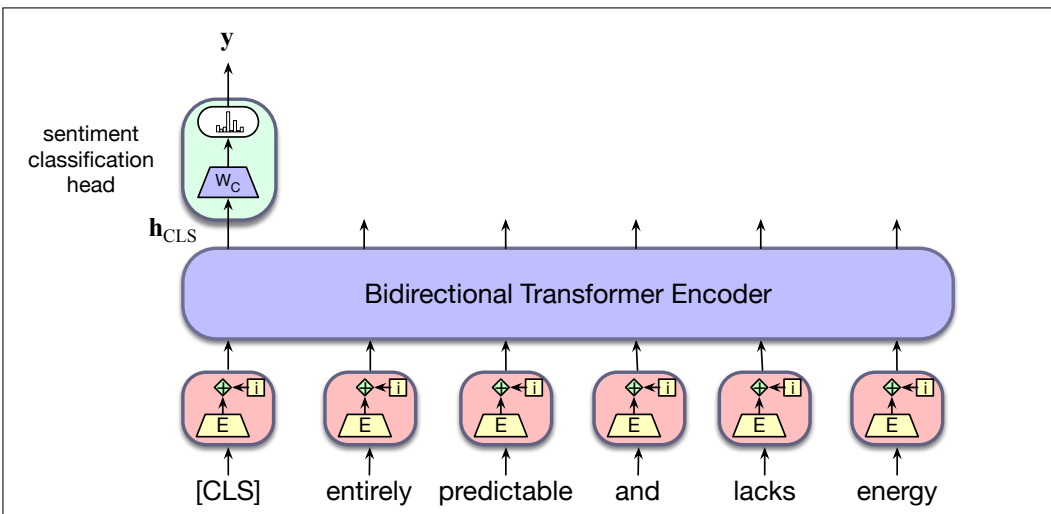 y
sentiment
classification
head
W_C
h_CLS
Bidirectional Transformer Encoder
i i i i i i
E E E E E E
[CLS] entirely predictable and lacks energy